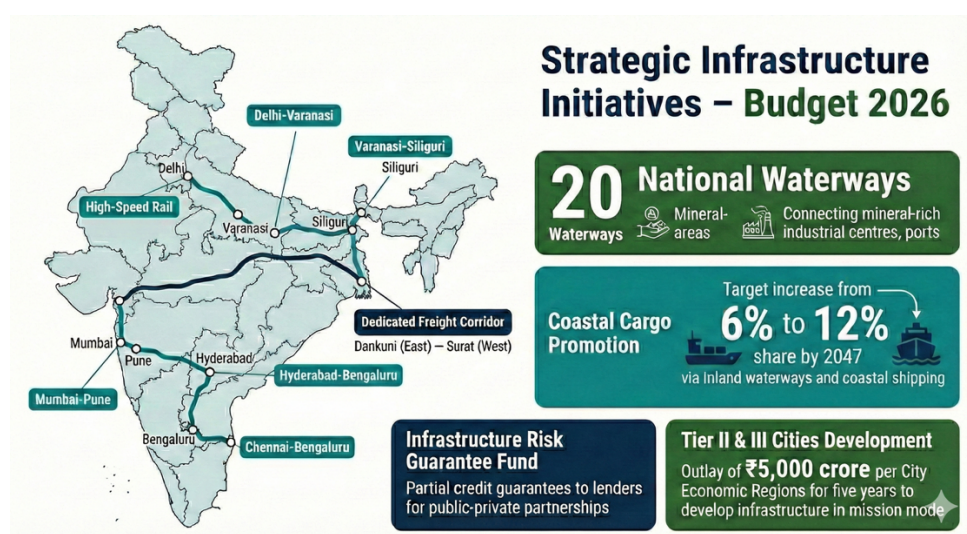 Strategic Infrastructure
Initiatives – Budget 2026
Delhi-Varanasi
Varanasi-Siliguri
Siliguri
Delhi
High-Speed Rail
Varanasi
Siliguri
Dedicated Freight Corridor
Dankuni (East) — Surat (West)
Mumbai
Pune
Hyderabad
Hyderabad-Bengaluru
Mumbai-Pune
Bengaluru
Chennai-Bengaluru
20
Waterways
National Waterways
Mineral-
areas
Connecting mineral-rich
industrial centres, ports
Coastal Cargo
Promotion
Target increase from
6% to 12%
share by 2047
via Inland waterways and coastal shipping
Infrastructure Risk
Guarantee Fund
Partial credit guarantees to lenders
for public-private partnerships
Tier II & III Cities Development
Outlay of ₹5,000 crore per City
Economic Regions for five years to
develop infrastructure in mission mode